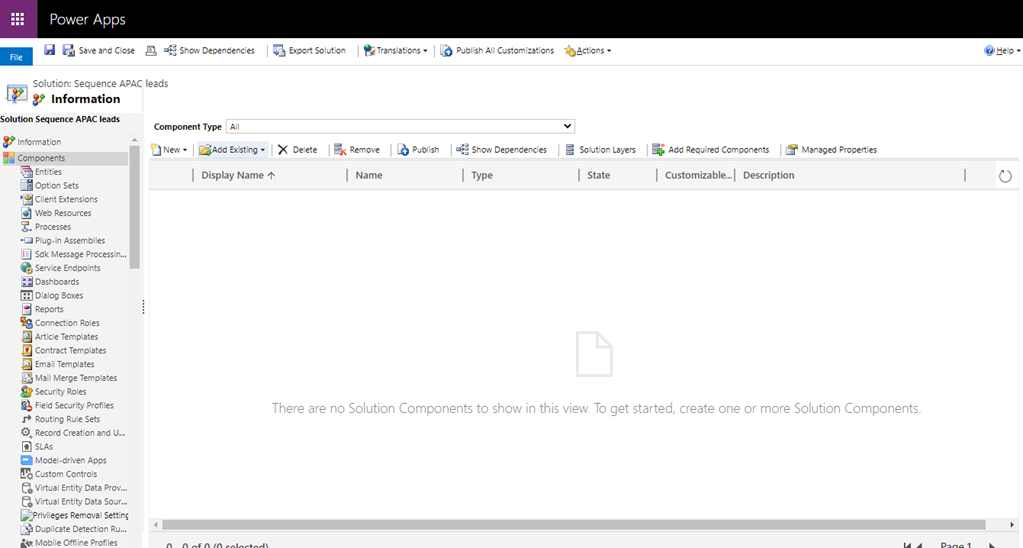 Power Apps
File
Save and Close
Show Dependencies
Export Solution
Translations
Publish All Customizations
Actions
Help
Solution: Sequence APAC leads
Information
Solution Sequence APAC leads
Information
Components
Entities
Option Sets
Client Extensions
Web Resources
Processes
Plug-in Assemblies
Sdk Message Processin...
Service Endpoints
Dashboards
Dialog Boxes
Reports
Connection Roles
Article Templates
Contract Templates
Email Templates
Mail Merge Templates
Security Roles
Field Security Profiles
Routing Rule Sets
Record Creation and U...
SLAs
Model-driven Apps
Custom Controls
Virtual Entity Data Prov...
Virtual Entity Data Sour...
Privileges Removal Setting
Duplicate Detection Ru...
Mobile Offline Profiles
Component Type All
New
Add Existing
Delete
Remove
Publish
Show Dependencies
Solution Layers
Add Required Components
Managed Properties
Display Name Name Type State Customizable... Description
There are no Solution Components to show in this view. To get started, create one or more Solution Components.
0 - 0 of 0 (0 selected)
Page 1